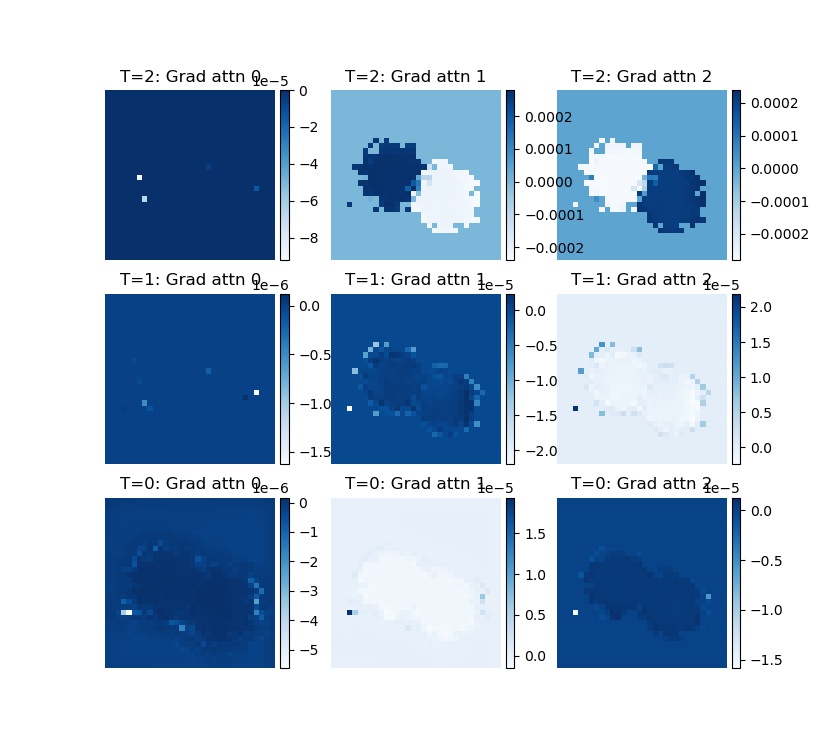 T=2: Grad attn 0
1e−5
0
−2
−4
−6
−8
T=2: Grad attn 1
0.0002
0.0001
0.0000
−0.0001
−0.0002
T=2: Grad attn 2
0.0002
0.0001
0.0000
−0.0001
−0.0002
T=1: Grad attn 0
1e−6
0.0
−0.5
−1.0
−1.5
T=1: Grad attn 1
1e−5
0.0
−0.5
−1.0
−1.5
−2.0
T=1: Grad attn 2
1e−5
2.0
1.5
1.0
0.5
0.0
T=0: Grad attn 0
1e−6
0
−1
−2
−3
−4
−5
T=0: Grad attn 1
1e−5
1.5
1.0
0.5
0.0
T=0: Grad attn 2
1e−5
0.0
−0.5
−1.0
−1.5